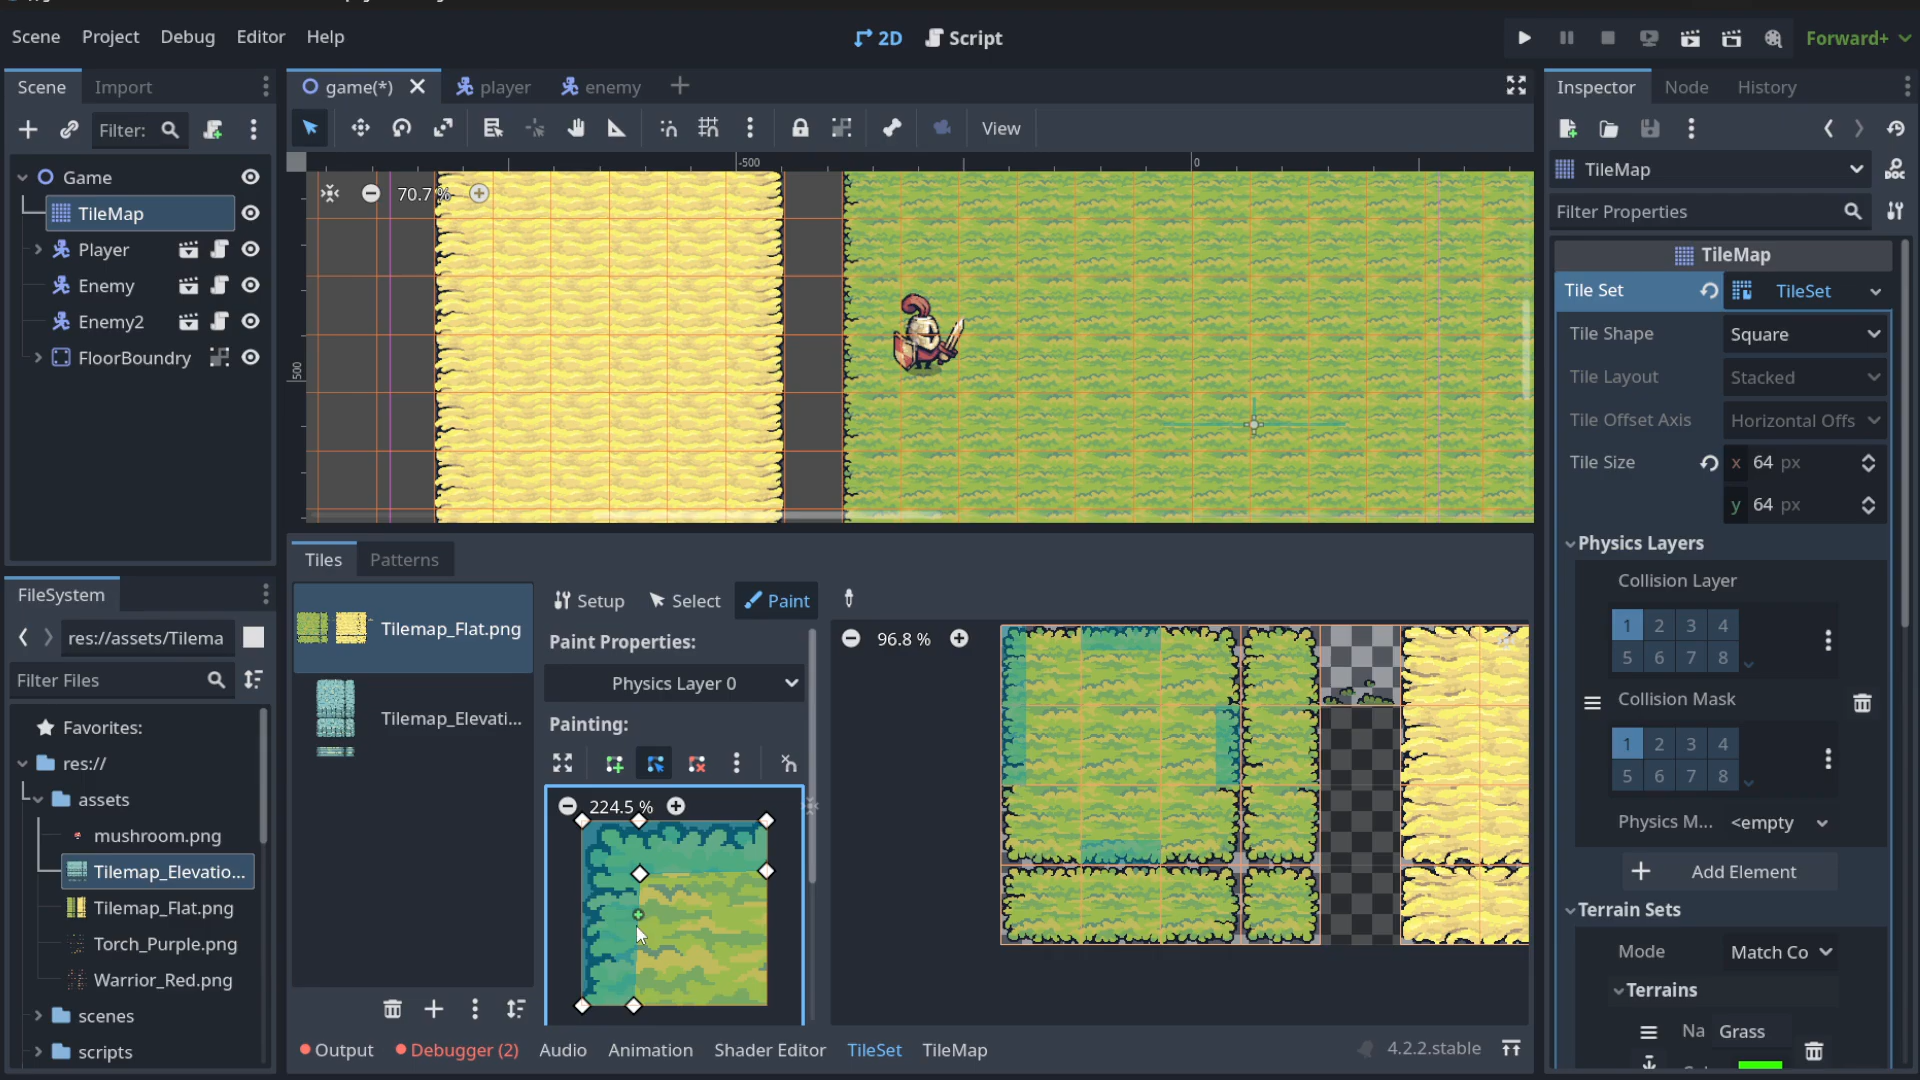 Scene Project Debug Editor Help
2D Script
Forward+
Scene Import
game(*) player enemy
Inspector Node History
Filter:
View
Game
TileMap
Player
Enemy
Enemy2
FloorBoundry
-500 0
70.7 %
500
TileMap
Filter Properties
TileMap
Tile Set TileSet
Tile Shape Square
Tile Layout Stacked
Tile Offset Axis Horizontal Offs
Tile Size x 64 px
y 64 px
Physics Layers
Collision Layer
1 2 3 4
5 6 7 8
Collision Mask
1 2 3 4
5 6 7 8
Physics M... <empty
Add Element
Terrain Sets
Mode Match Co
Terrains
Na Grass
FileSystem
res://assets/Tilema
Filter Files
Favorites:
res://
assets
mushroom.png
Tilemap_Elevatio...
Tilemap_Flat.png
Torch_Purple.png
Warrior_Red.png
scenes
scripts
Tiles Patterns
Tilemap_Flat.png
Tilemap_Elevati...
Setup Select Paint
Paint Properties:
Physics Layer 0
Painting:
224.5 %
96.8 %
Output Debugger (2) Audio Animation Shader Editor TileSet TileMap
4.2.2.stable